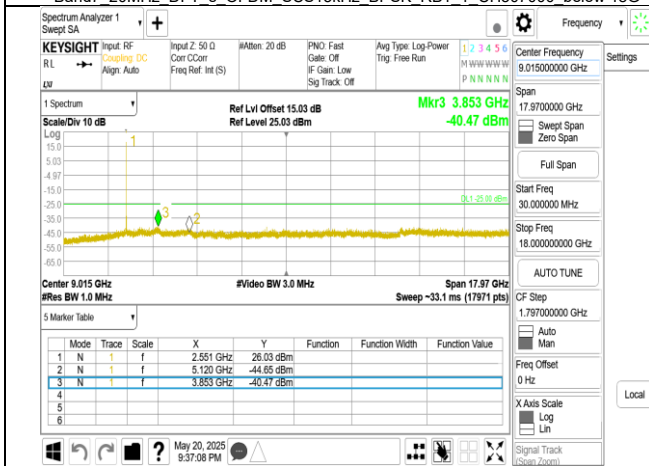 Spectrum Analyzer 1
Swept SA
Frequency
Settings
KEYSIGHT
RL
Input: RF
Coupling: DC
Align: Auto
Input Z: 50 Ω
Corr CCorr
Freq Ref: Int (S)
#Atten: 20 dB
PNO: Fast
Gate: Off
IF Gain: Low
Sig Track: Off
Avg Type: Log-Power
Trig: Free Run
1 2 3 4 5 6
M W W W W W
P N N N N N
Center Frequency
9.015000000 GHz
Span
17.9700000 GHz
Swept Span
Zero Span
Full Span
Start Freq
30.000000 MHz
Stop Freq
18.000000000 GHz
AUTO TUNE
CF Step
1.797000000 GHz
Auto
Man
Freq Offset
0 Hz
X Axis Scale
Log
Lin
Signal Track
(Span Zoom)
Local
1 Spectrum
Scale/Div 10 dB
Ref Lvl Offset 15.03 dB
Ref Level 25.03 dBm
Mkr3 3.853 GHz
-40.47 dBm
Log
15.0
5.03
-4.97
-15.0
-25.0
-35.0
-45.0
-55.0
-65.0
1
3
2
DL1 -25.00 dBm
Center 9.015 GHz
#Video BW 3.0 MHz
Span 17.97 GHz
#Res BW 1.0 MHz
Sweep ~33.1 ms (17971 pts)
5 Marker Table
Mode Trace Scale X Y Function Function Width Function Value
1 N 1 f 2.551 GHz 26.03 dBm
2 N 1 f 5.120 GHz -44.65 dBm
3 N 1 f 3.853 GHz -40.47 dBm
4
5
6
May 20, 2025
9:37:08 PM